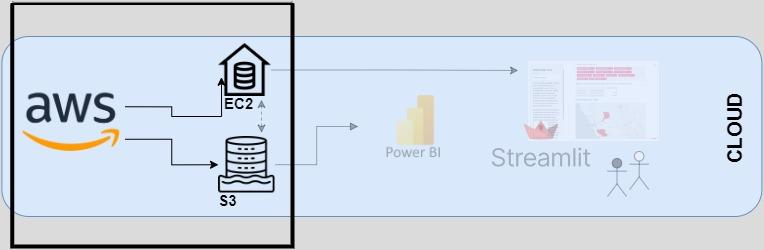 aws
EC2
S3
Power BI
Streamlit
CLOUD